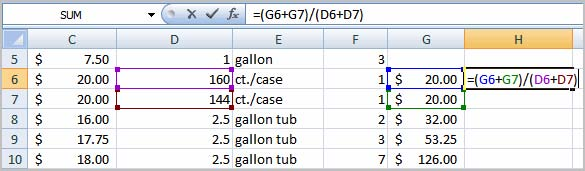 SUM fx =(G6+G7)/(D6+D7)
C D E F G H
5 $ 7.50 1 gallon 3
6 $ 20.00 160 ct./case 1 $ 20.00 =(G6+G7)/(D6+D7)
7 $ 20.00 144 ct./case 1 $ 20.00
8 $ 16.00 2.5 gallon tub 2 $ 32.00
9 $ 17.75 2.5 gallon tub 3 $ 53.25
10 $ 18.00 2.5 gallon tub 7 $ 126.00